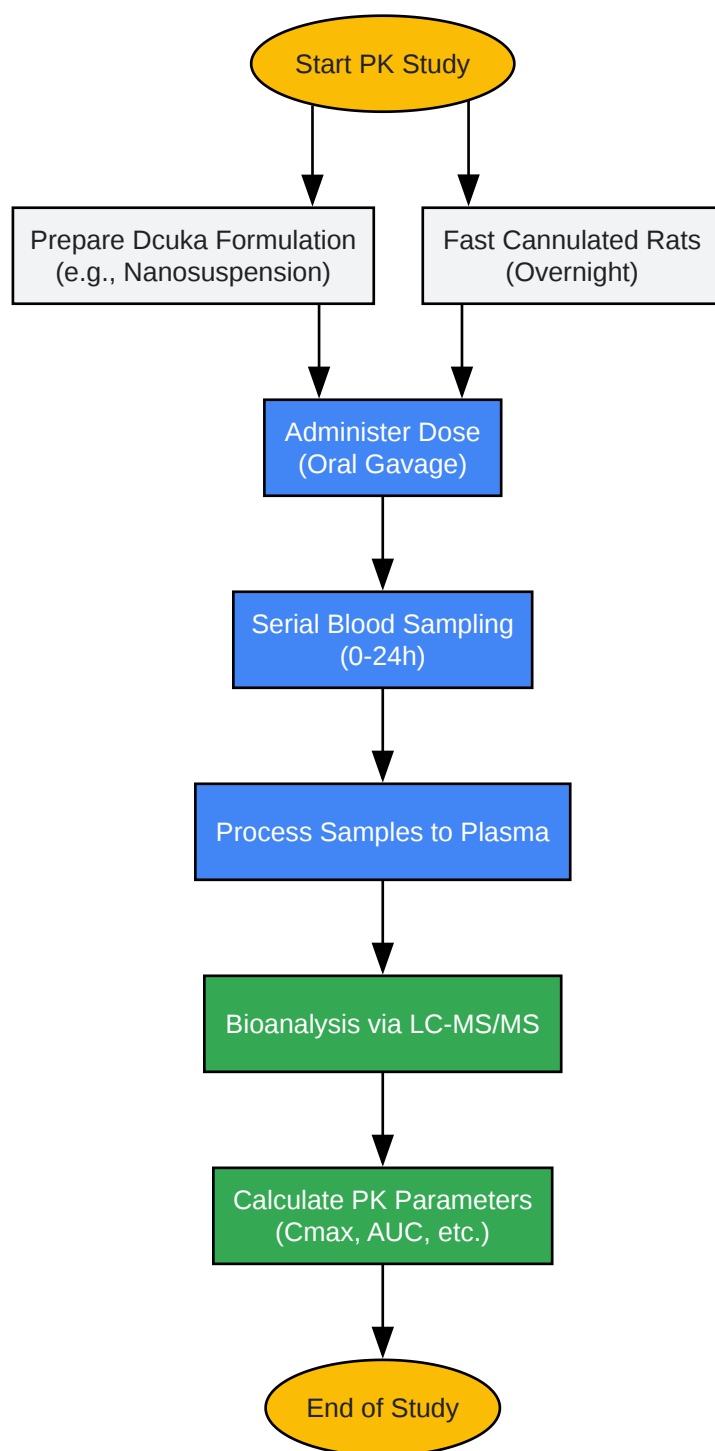 Start PK Study
Prepare Dcuka Formulation
(e.g., Nanosuspension)
Fast Cannulated Rats
(Overnight)
Administer Dose
(Oral Gavage)
Serial Blood Sampling
(0-24h)
Process Samples to Plasma
Bioanalysis via LC-MS/MS
Calculate PK Parameters
(Cmax, AUC, etc.)
End of Study